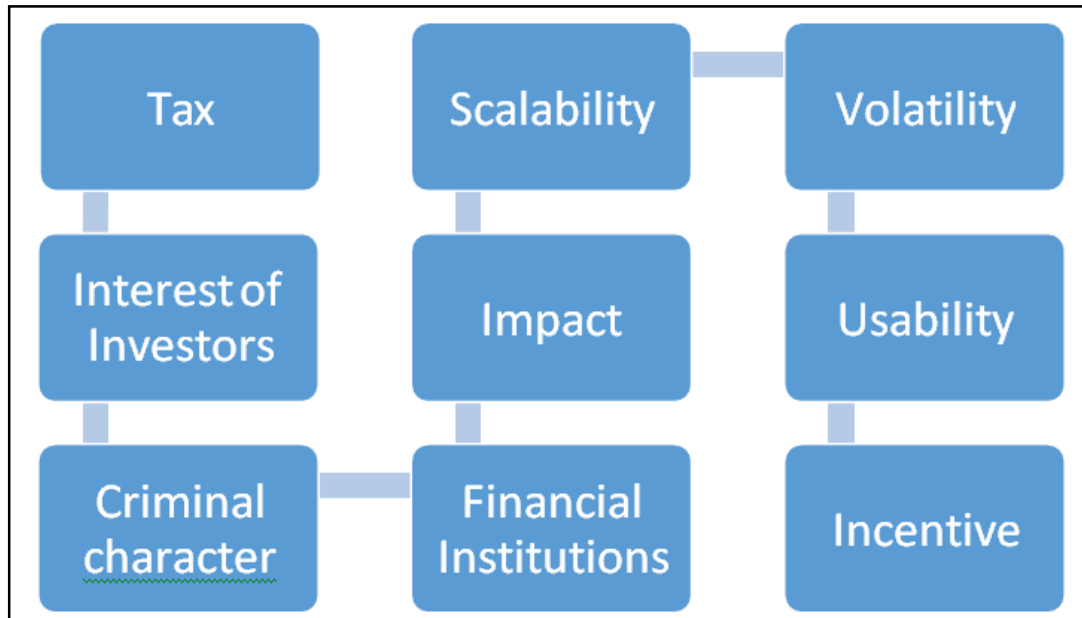 Tax
Scalability
Volatility
Interest of
Investors
Impact
Usability
Criminal
character
Financial
Institutions
Incentive